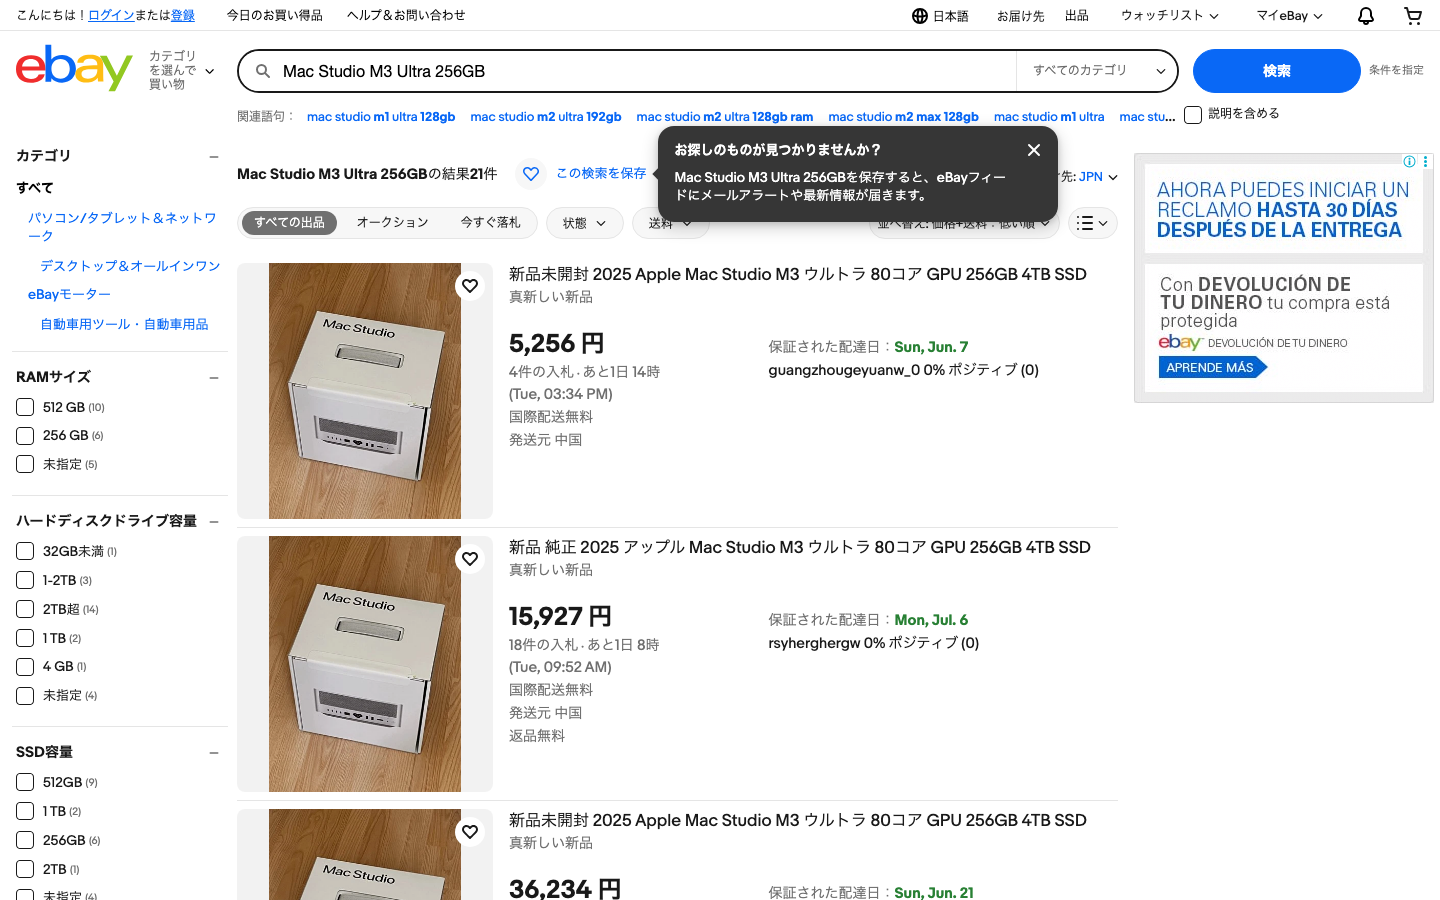 こんにちは！ログインまたは登録
今日のお買い得品
ヘルプ＆お問い合わせ
日本語
お届け先
出品
ウォッチリスト
マイeBay
ebay
カテゴリを選んで買い物
Mac Studio M3 Ultra 256GB
すべてのカテゴリ
検索
条件を指定
関連語句：
mac studio m1 ultra 128gb
mac studio m2 ultra 192gb
mac studio m2 ultra 128gb ram
mac studio m2 max 128gb
mac studio m1 ultra
mac stu...
説明を含める
お探しのものが見つかりませんか？
Mac Studio M3 Ultra 256GBを保存すると、eBayフィー
ドにメールアラートや最新情報が届きます。
カテゴリ
すべて
パソコン/タブレット＆ネットワ
ーク
デスクトップ＆オールインワン
eBayモーター
自動車用ツール・自動車用品
RAMサイズ
512 GB (10)
256 GB (6)
未指定 (5)
ハードディスクドライブ容量
32GB未満 (1)
1-2TB (3)
2TB超 (14)
1 TB (2)
4 GB (1)
未指定 (4)
SSD容量
512GB (9)
1 TB (2)
256GB (6)
2TB (1)
未指定 (4)
Mac Studio M3 Ultra 256GBの結果21件
この検索を保存
先: JPN
すべての出品
オークション
今すぐ落札
状態
送料
並べ替え: 価格+送料：低い順
新品未開封 2025 Apple Mac Studio M3 ウルトラ 80コア GPU 256GB 4TB SSD
真新しい新品
5,256 円
4件の入札 · あと1日 14時
(Tue, 03:34 PM)
国際配送無料
発送元 中国
保証された配達日：Sun, Jun. 7
guangzhougeyuanw_0 0% ポジティブ (0)
Mac Studio
新品 純正 2025 アップル Mac Studio M3 ウルトラ 80コア GPU 256GB 4TB SSD
真新しい新品
15,927 円
18件の入札 · あと1日 8時
(Tue, 09:52 AM)
国際配送無料
発送元 中国
返品無料
保証された配達日：Mon, Jul. 6
rsyherghergw 0% ポジティブ (0)
Mac Studio
新品未開封 2025 Apple Mac Studio M3 ウルトラ 80コア GPU 256GB 4TB SSD
真新しい新品
36,234 円
保証された配達日：Sun, Jun. 21
Mac Studio
AHORA PUEDES INICIAR UN
RECLAMO HASTA 30 DÍAS
DESPUÉS DE LA ENTREGA
Con DEVOLUCIÓN DE
TU DINERO tu compra está
protegida
ebay DEVOLUCIÓN DE TU DINERO
APRENDE MÁS